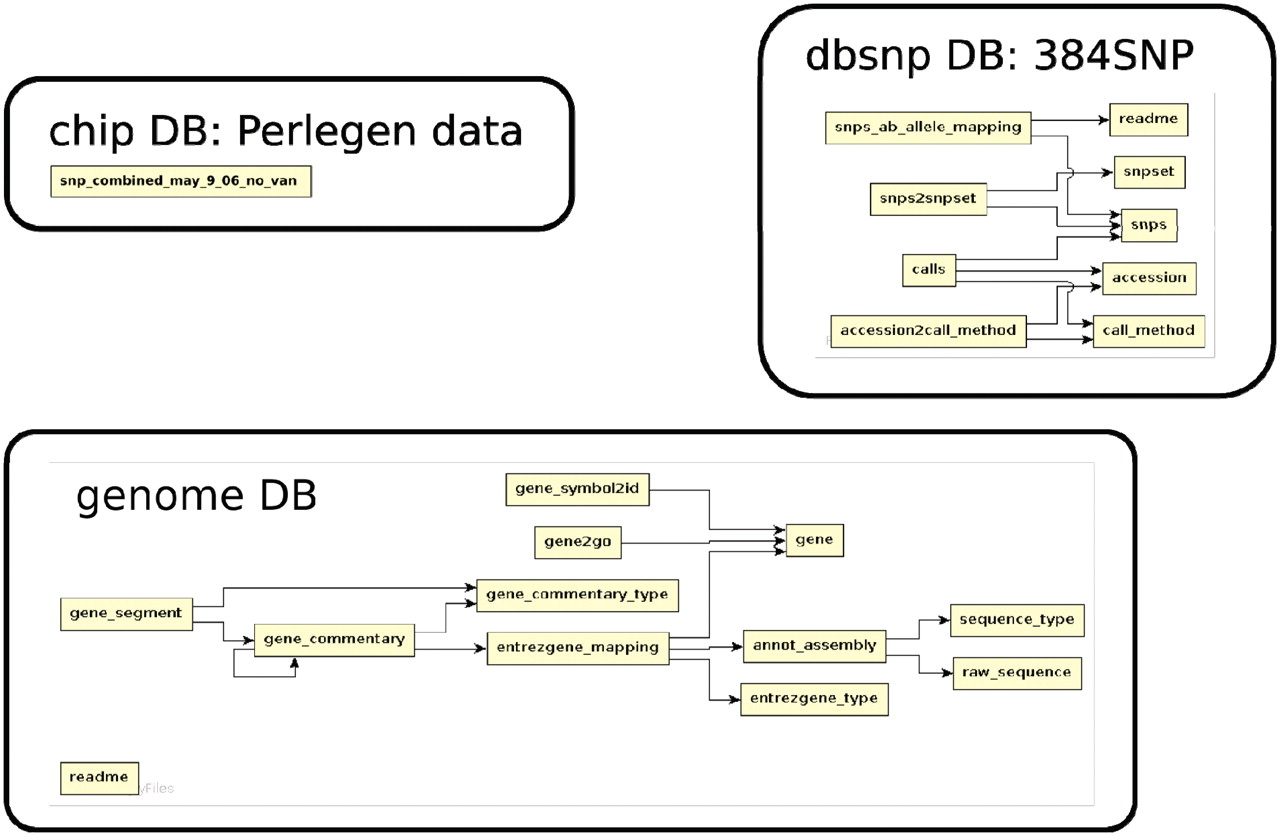 chip DB: Perlegen data
snp_combined_may_9_06_no_van
dbsnp DB: 384SNP
snps_ab_allele_mapping
readme
snpset
snps2snpset
snps
calls
accession
accession2call_method
call_method
genome DB
gene_symbol2id
gene2go
gene
gene_commentary_type
gene_segment
gene_commentary
entrezgene_mapping
annot_assembly
sequence_type
raw_sequence
entrezgene_type
readme
yFiles